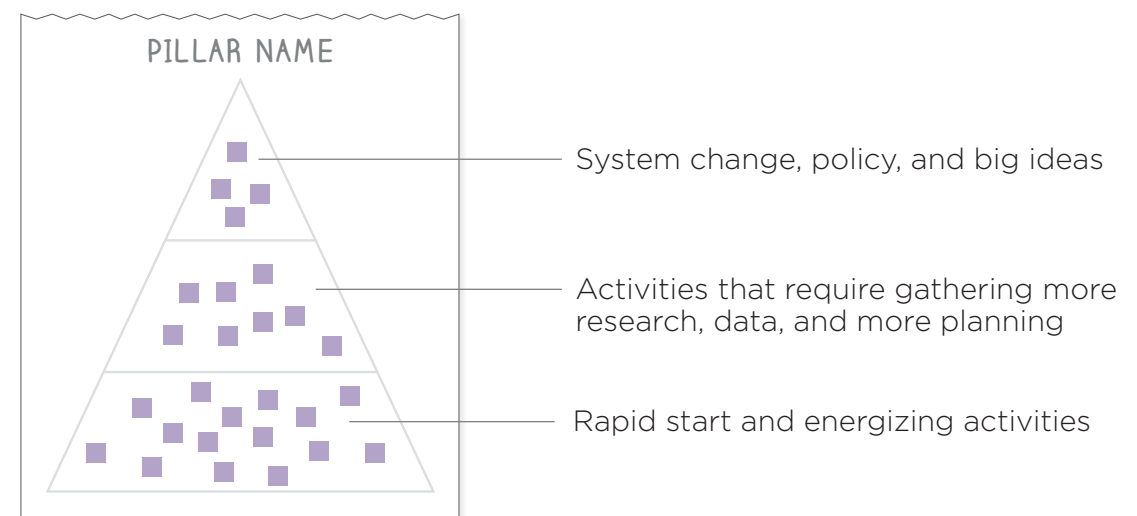 PILLAR NAME
System change, policy, and big ideas
Activities that require gathering more
research, data, and more planning
Rapid start and energizing activities